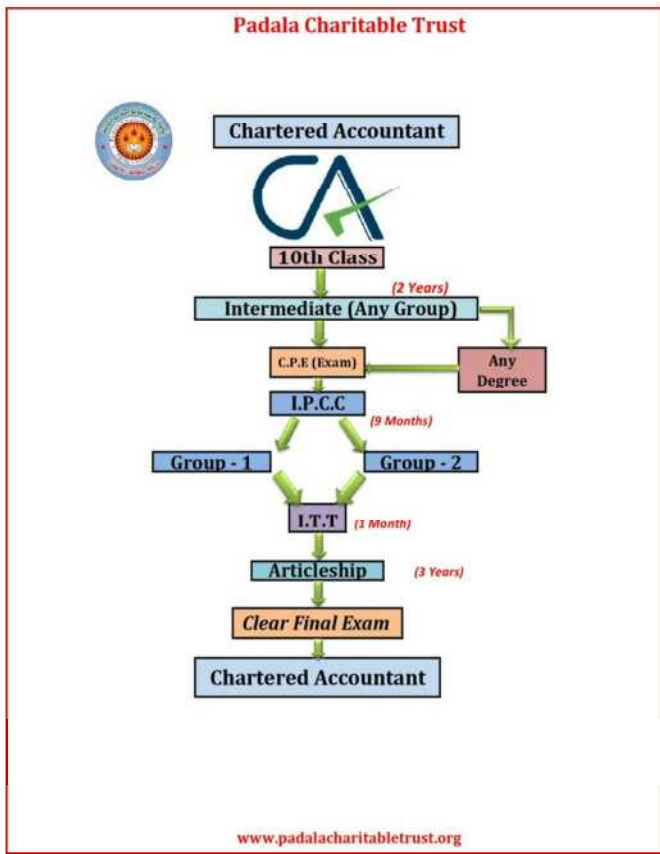 Padala Charitable Trust
Chartered Accountant
CA
10th Class
(2 Years)
Intermediate (Any Group)
C.P.E (Exam)
Any
Degree
I.P.C.C
(9 Months)
Group - 1
Group - 2
I.T.T
(1 Month)
Articleship
(3 Years)
Clear Final Exam
Chartered Accountant
www.padalacharitabletrust.org